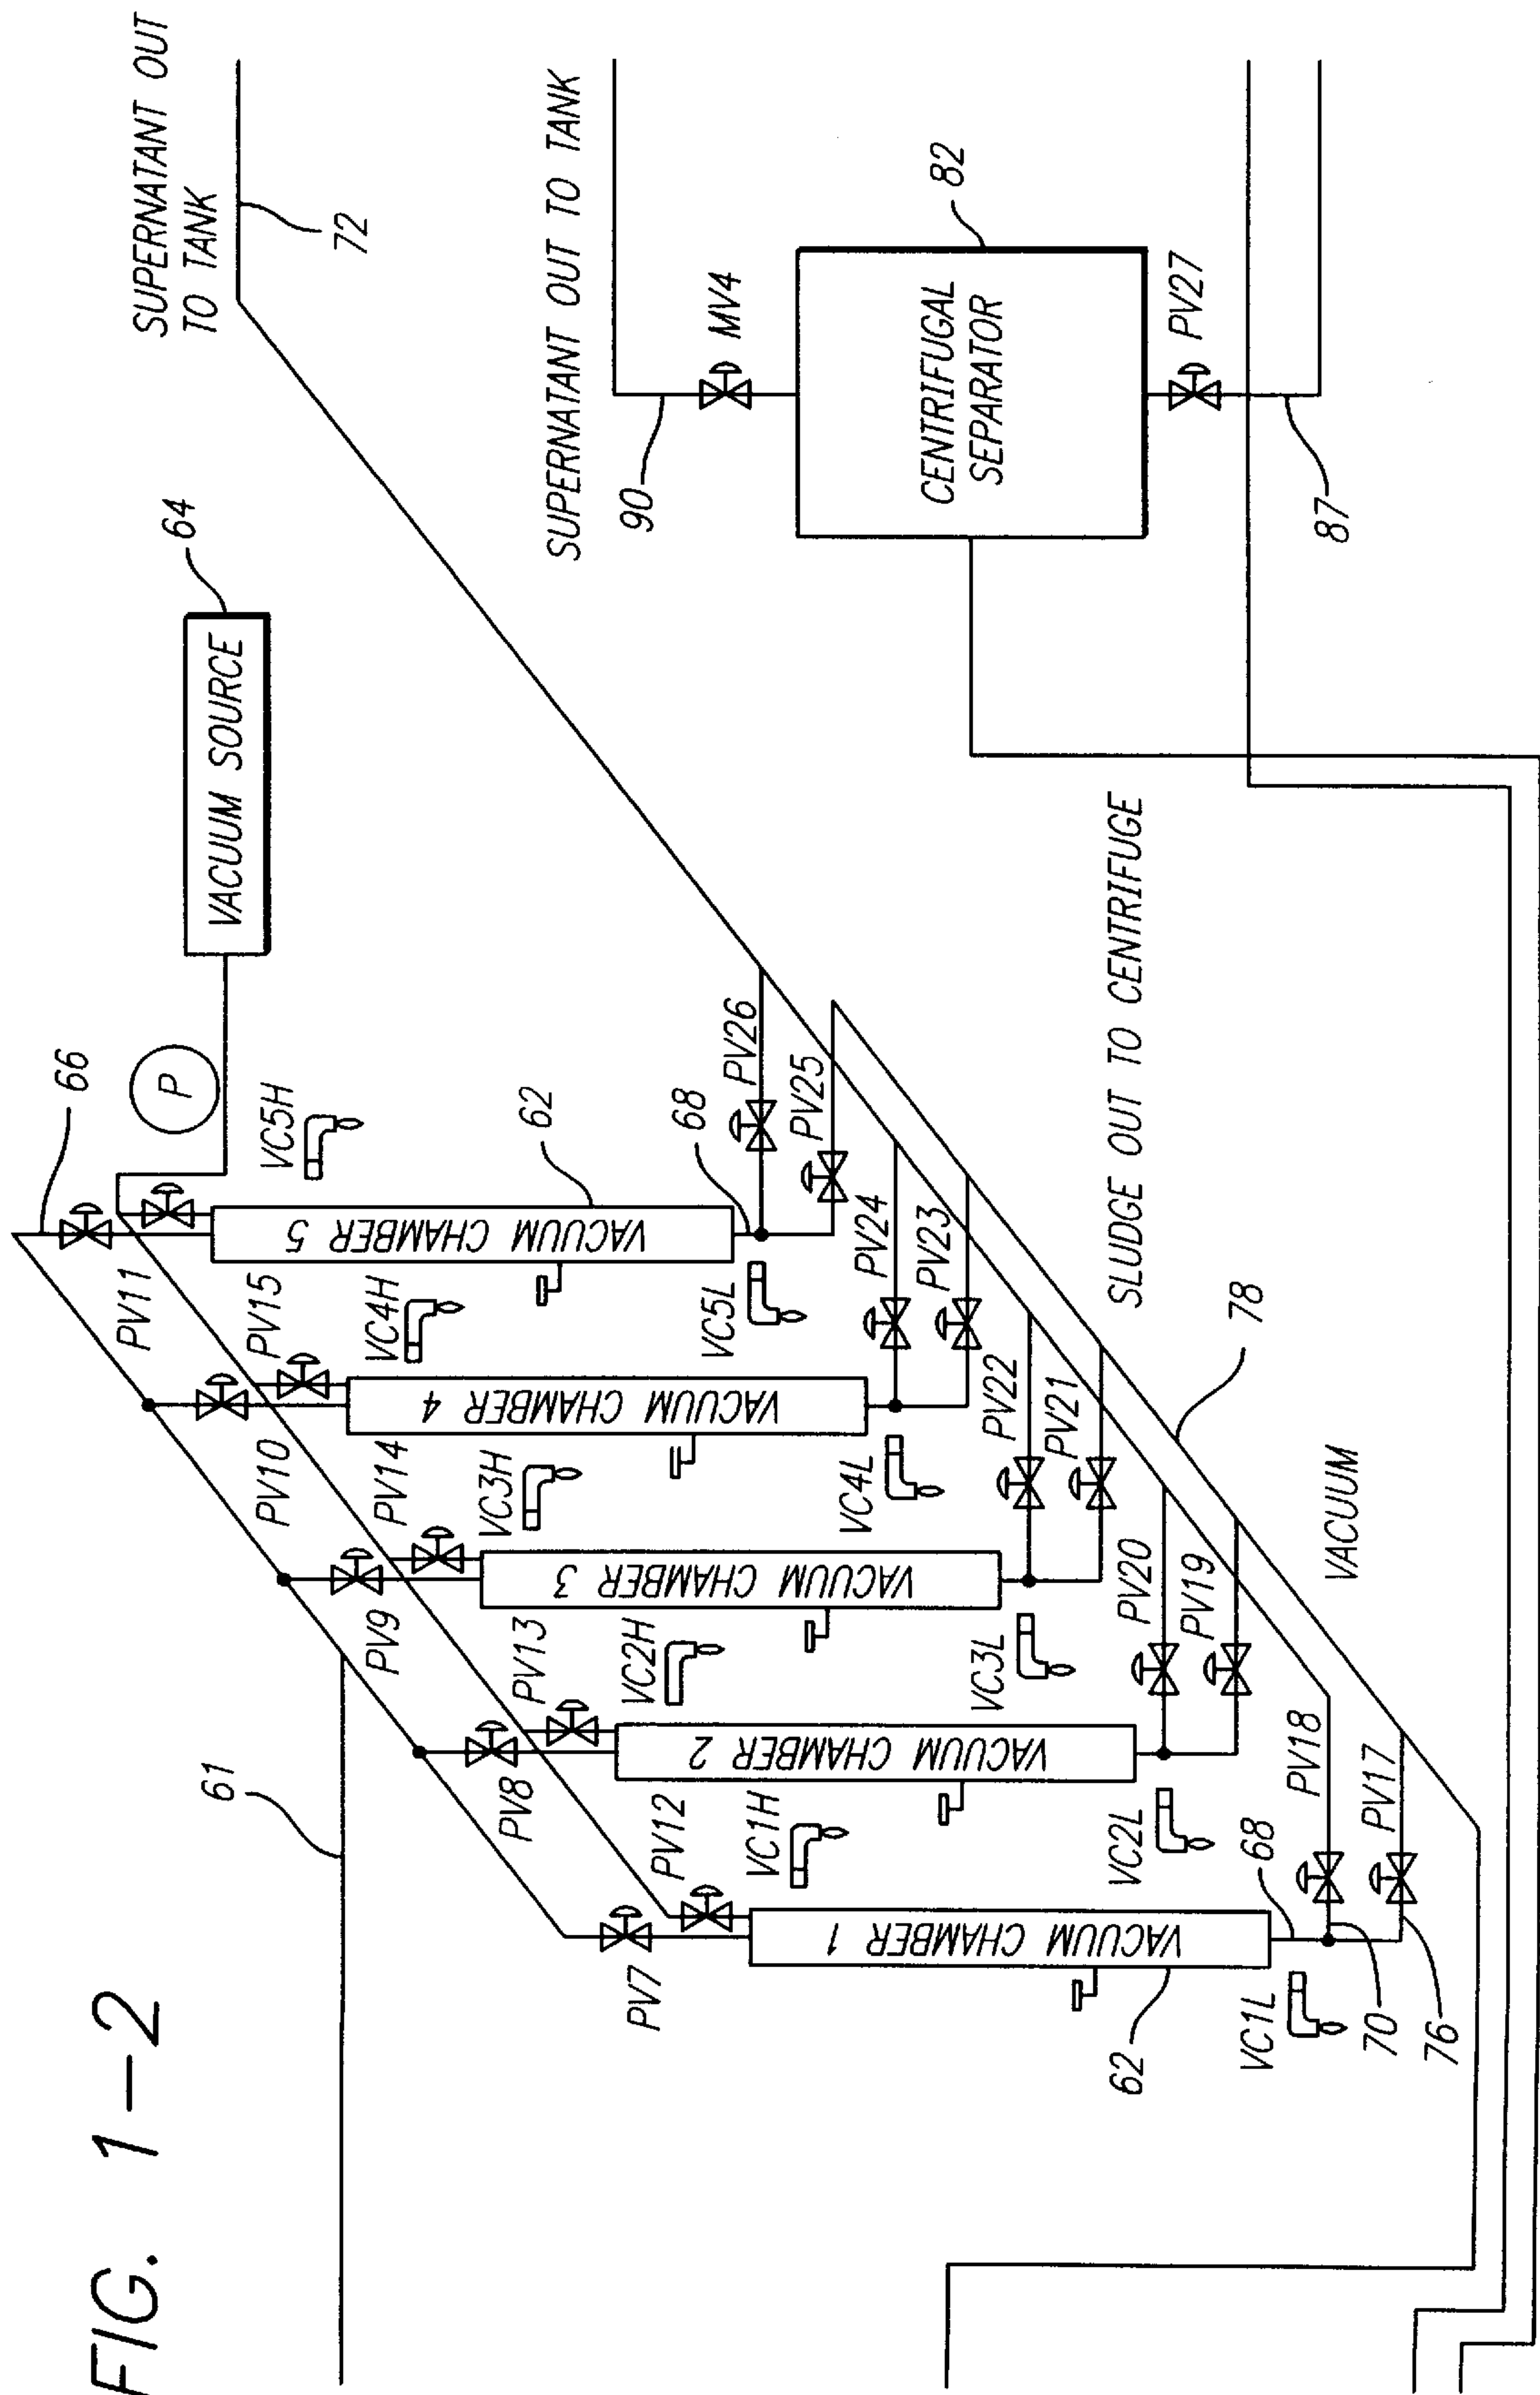 FIG. 1-2
61
66
P
64
VACUUM SOURCE
SUPERNATANT OUT
TO TANK
72
PV7
PV8
PV9
PV10
PV11
PV12
PV13
PV14
PV15
VC1H
VC2H
VC3H
VC4H
VC5H
VACUUM CHAMBER 1
VACUUM CHAMBER 2
VACUUM CHAMBER 3
VACUUM CHAMBER 4
VACUUM CHAMBER 5
62
62
VC1L
VC2L
VC3L
VC4L
VC5L
68
68
70
76
PV18
PV17
PV20
PV19
PV22
PV21
PV24
PV23
PV26
PV25
VACUUM
78
SLUDGE OUT TO CENTRIFUGE
SUPERNATANT OUT TO TANK
90
MV4
CENTRIFUGAL
SEPARATOR
82
PV27
87